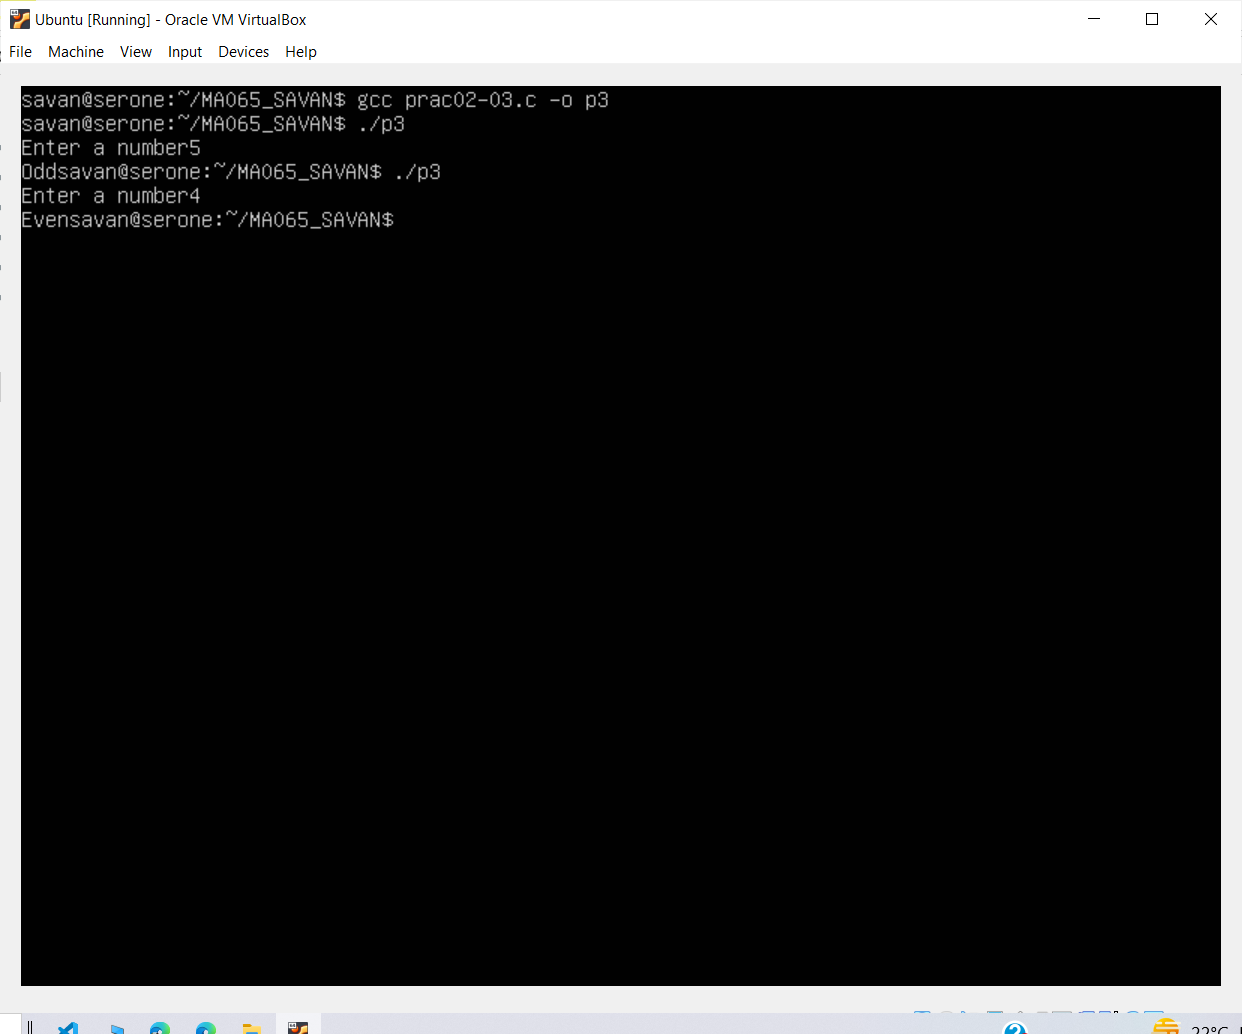 Ubuntu [Running] - Oracle VM VirtualBox
File Machine View Input Devices Help
savan@serone:~/MA065_SAVAN$ gcc prac02-03.c -o p3
savan@serone:~/MA065_SAVAN$ ./p3
Enter a number5
Oddsavan@serone:~/MA065_SAVAN$ ./p3
Enter a number4
Evensavan@serone:~/MA065_SAVAN$
22°C